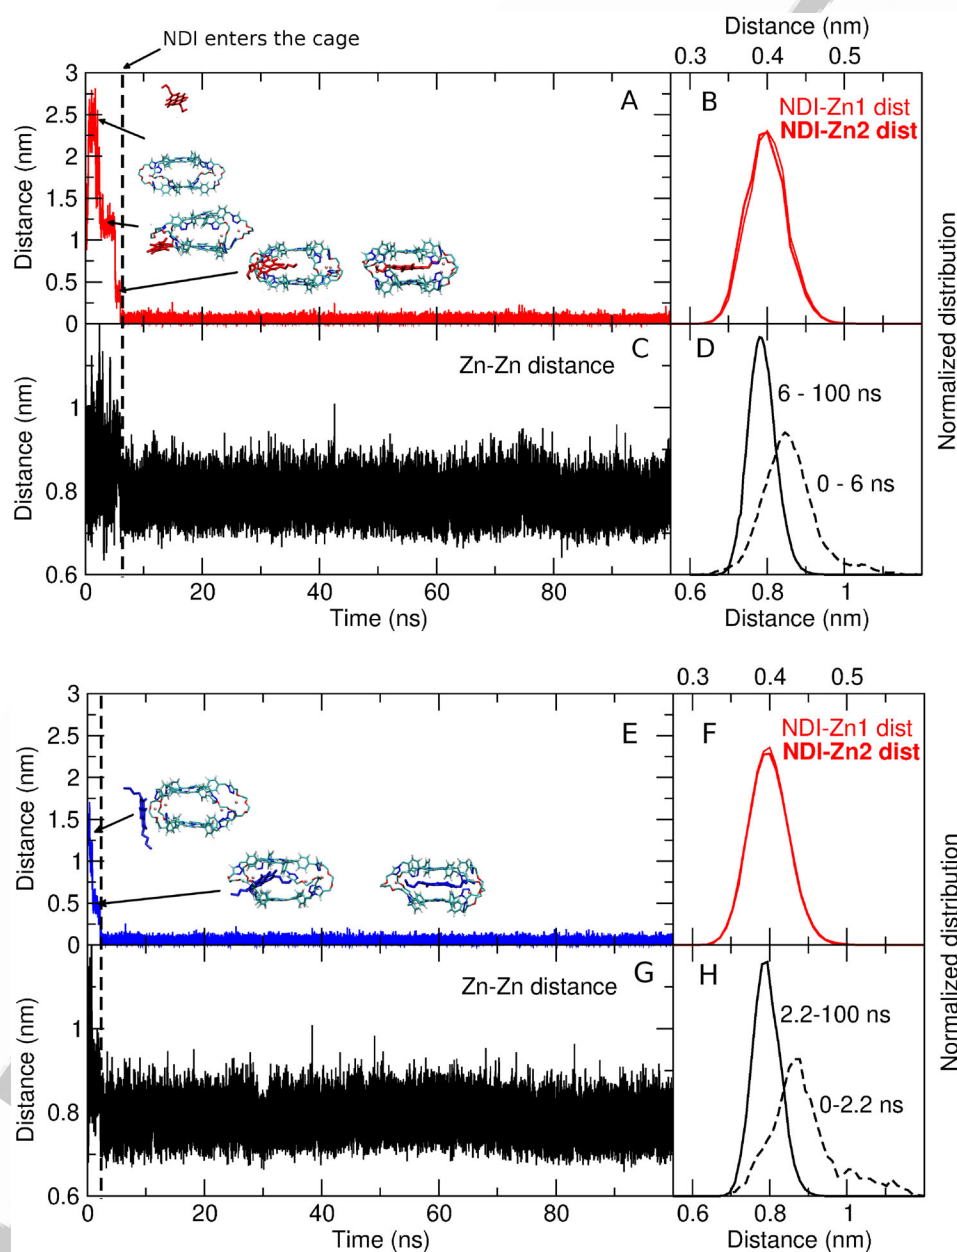 Distance (nm)
0.3 0.4 0.5
NDI enters the cage
3
2.5
2
1.5
1
0.5
0
Distance (nm)
A
B
NDI-Zn1 dist
NDI-Zn2 dist
Normalized distribution
C
Zn-Zn distance
D
6 - 100 ns
0 - 6 ns
1
0.8
0.6
Distance (nm)
0 20 40 60 80
Time (ns)
0.6 0.8 1
Distance (nm)
0.3 0.4 0.5
3
2.5
2
1.5
1
0.5
0
Distance (nm)
E
F
NDI-Zn1 dist
NDI-Zn2 dist
Normalized distribution
G
Zn-Zn distance
H
2.2-100 ns
0-2.2 ns
1
0.8
0.6
Distance (nm)
0 20 40 60 80
Time (ns)
0.6 0.8 1
Distance (nm)